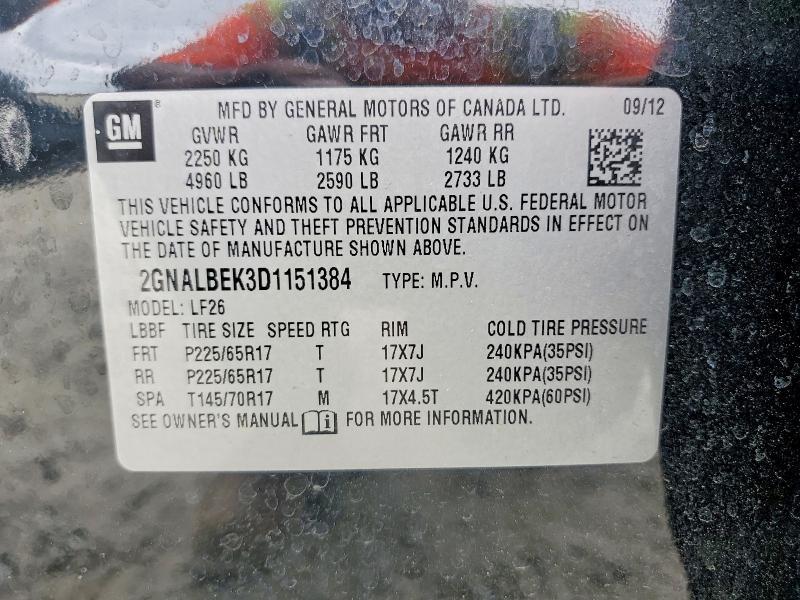 GM ® MFD BY GENERAL MOTORS OF CANADA LTD. 09/12
GVWR GAWR FRT GAWR RR
2250 KG 1175 KG 1240 KG
4960 LB 2590 LB 2733 LB
THIS VEHICLE CONFORMS TO ALL APPLICABLE U.S. FEDERAL MOTOR
VEHICLE SAFETY AND THEFT PREVENTION STANDARDS IN EFFECT ON
THE DATE OF MANUFACTURE SHOWN ABOVE.
2GNALBEK3D1151384 TYPE: M.P.V.
MODEL: LF26
LBBF TIRE SIZE SPEED RTG RIM COLD TIRE PRESSURE
FRT P225/65R17 T 17X7J 240KPA(35PSI)
RR P225/65R17 T 17X7J 240KPA(35PSI)
SPA T145/70R17 M 17X4.5T 420KPA(60PSI)
SEE OWNER'S MANUAL i FOR MORE INFORMATION.